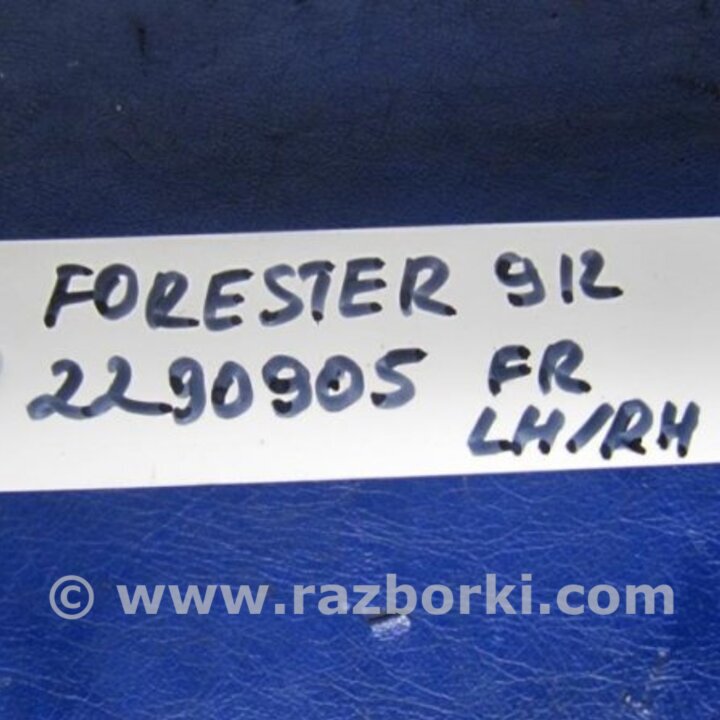 FORESTER 912
2290905 FR
LH/RH
© www.razborki.com